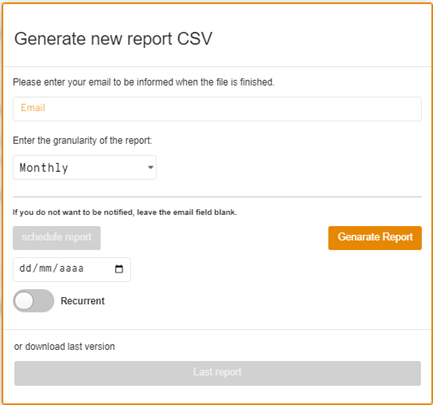 Generate new report CSV
Please enter your email to be informed when the file is finished.
Email
Enter the granularity of the report:
Monthly
If you do not want to be notified, leave the email field blank.
schedule report
Genarate Report
dd/mm/aaaa
Recurrent
or download last version
Last report